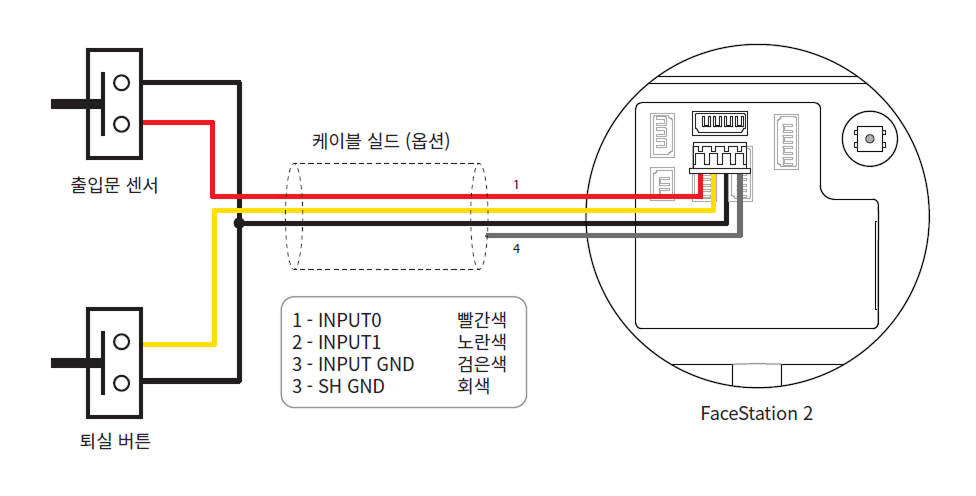 케이블 실드 (옵션)
출입문 센서
1
4
1 - INPUT0 빨간색
2 - INPUT1 노란색
3 - INPUT GND 검은색
3 - SH GND 회색
FaceStation 2
퇴실 버튼